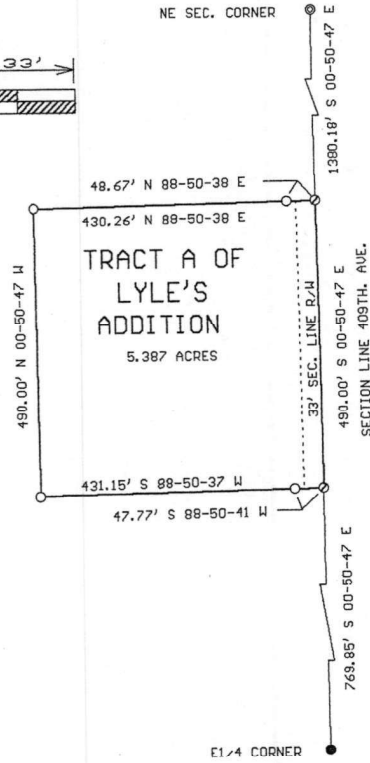 NE SEC. CORNER
33'
1380.18' S 00-50-47 E
48.67' N 88-50-38 E
430.26' N 88-50-38 E
TRACT A OF
LYLE'S
ADDITION
5.387 ACRES
490.00' N 00-50-47 W
33' SEC. LINE R/W
490.00' S 00-50-47 E
SECTION LINE 409TH. AVE.
431.15' S 88-50-37 W
47.77' S 88-50-41 W
769.85' S 00-50-47 E
E1/4 CORNER